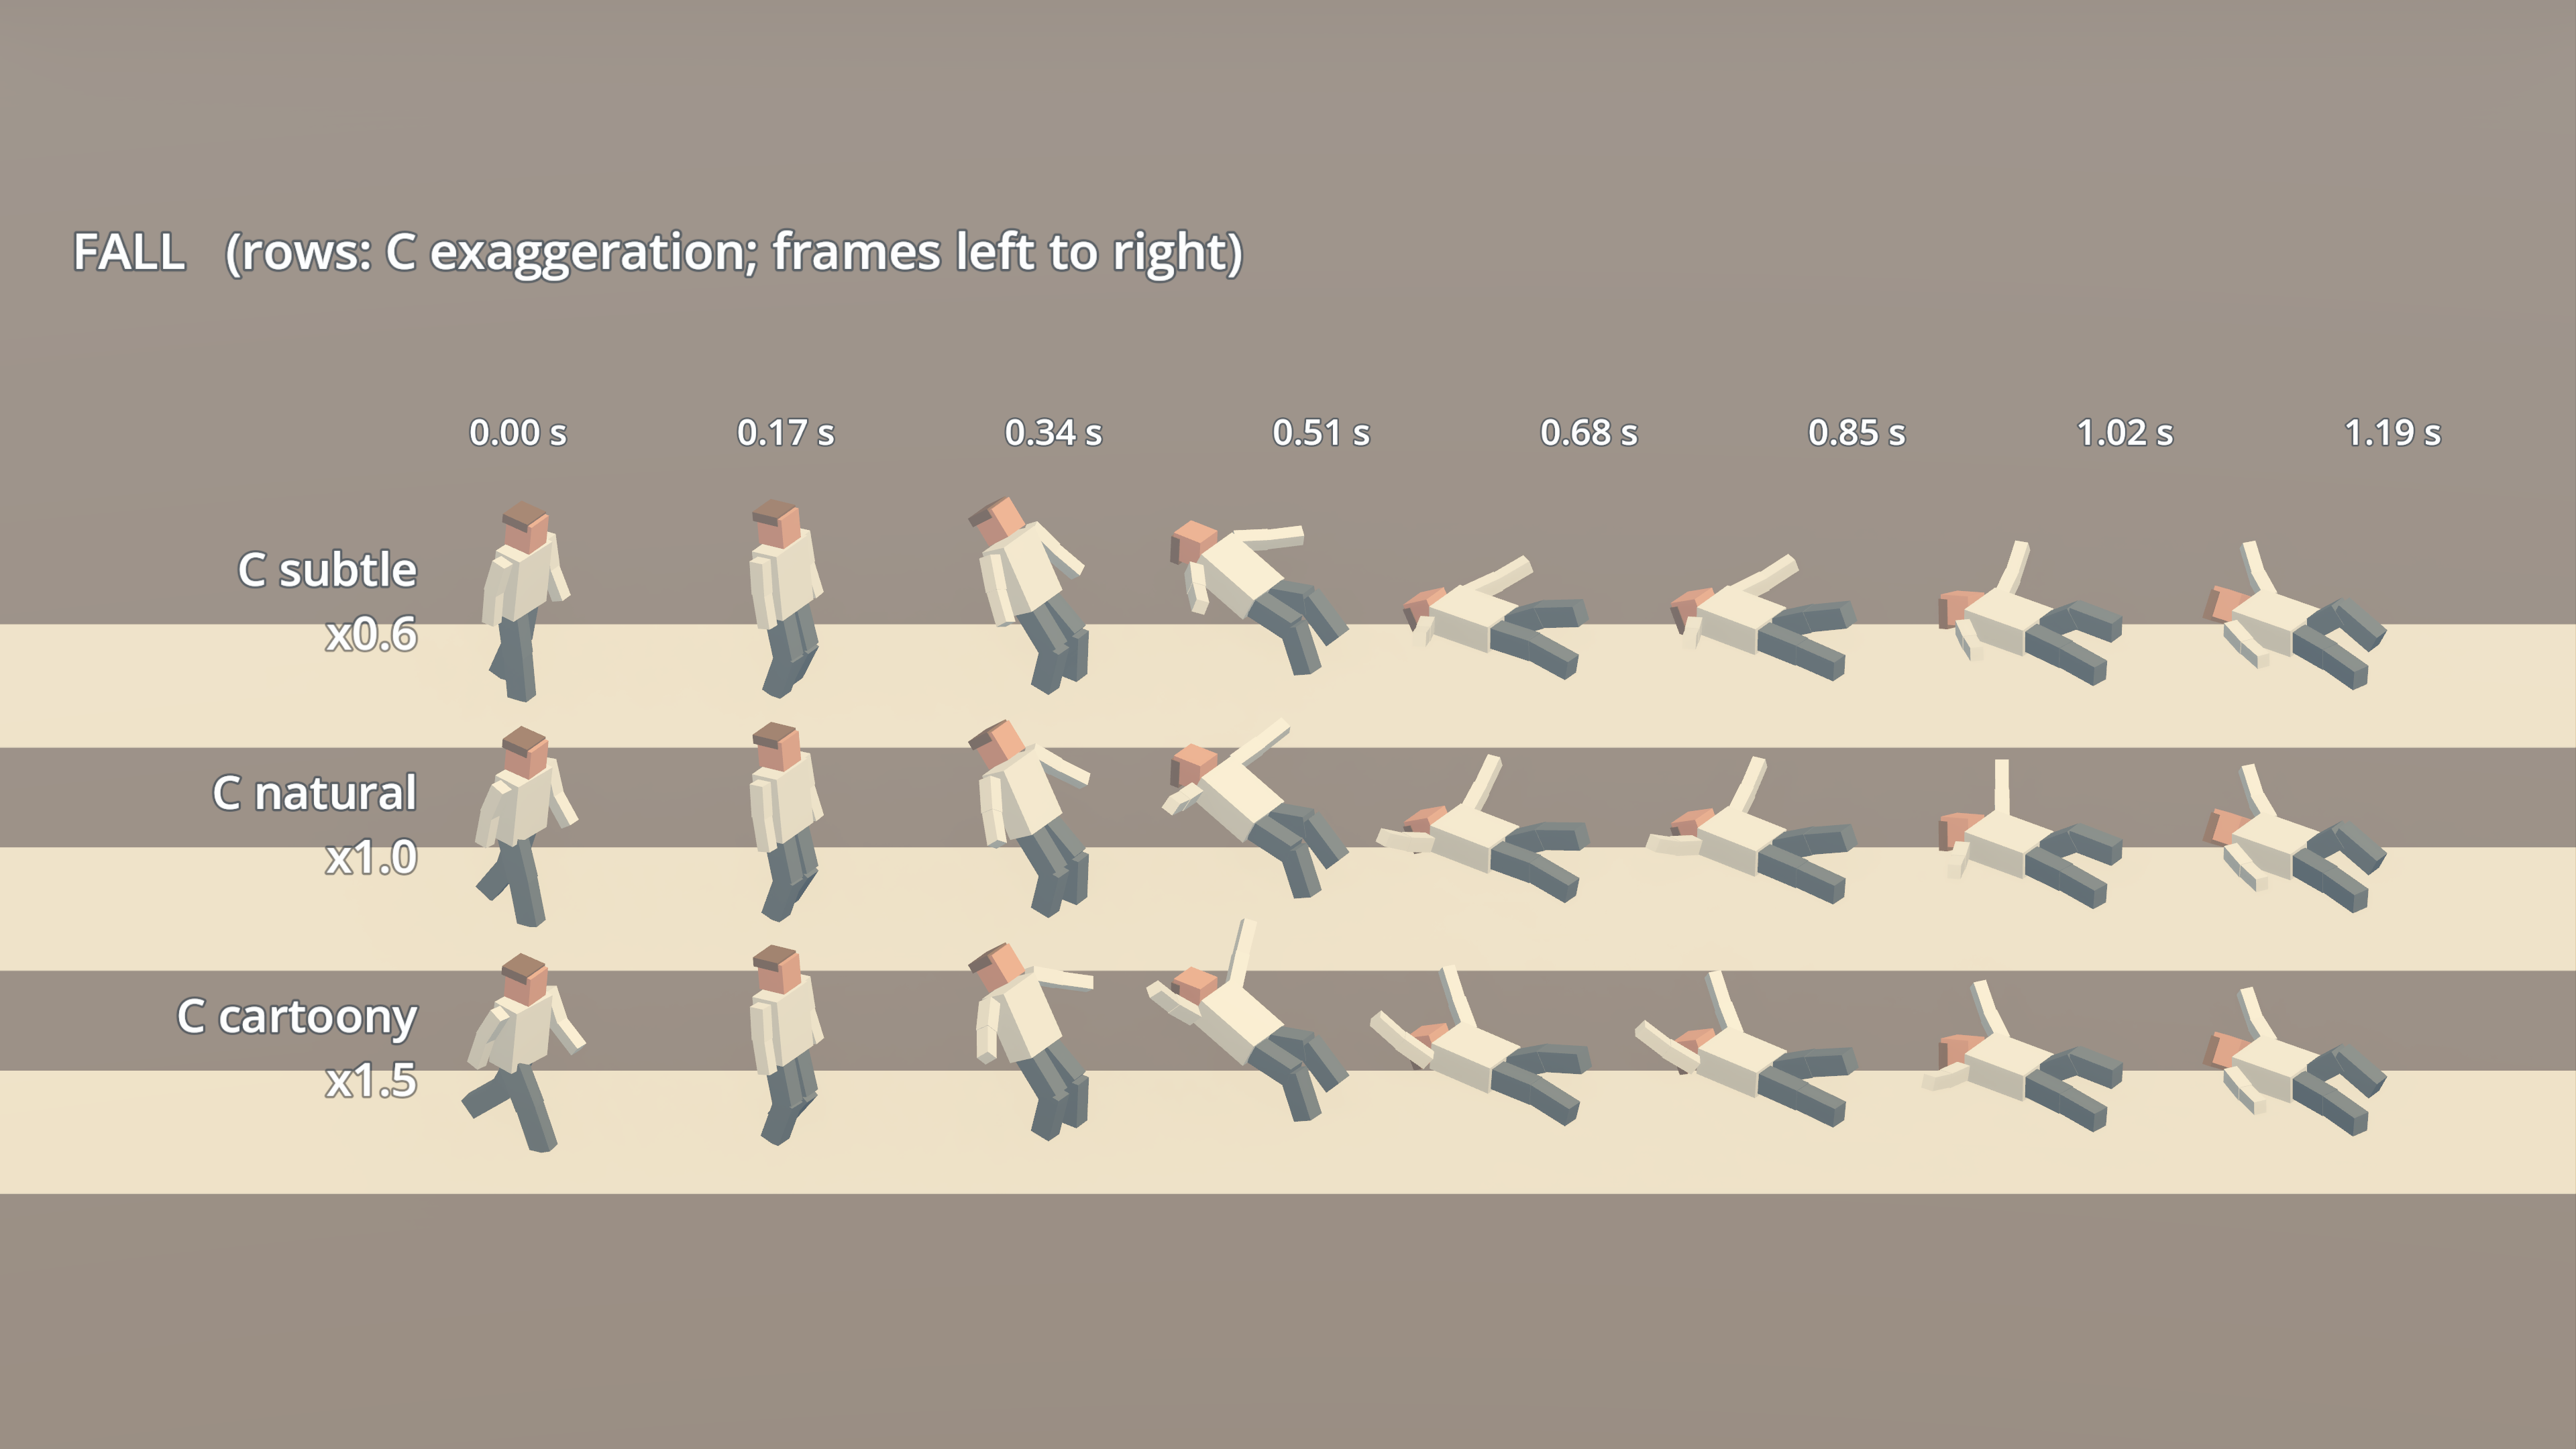 FALL (rows: C exaggeration; frames left to right)
0.00 s 0.17 s 0.34 s 0.51 s 0.68 s 0.85 s 1.02 s 1.19 s
C subtle
x0.6
C natural
x1.0
C cartoony
x1.5